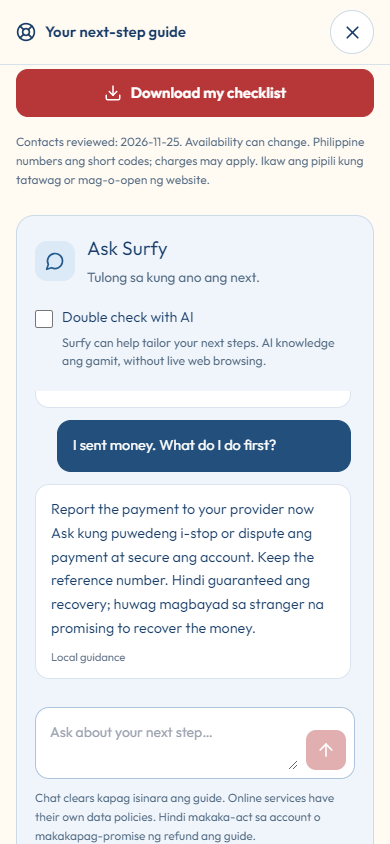 Your next-step guide
Download my checklist
Contacts reviewed: 2026-11-25. Availability can change. Philippine
numbers ang short codes; charges may apply. Ikaw ang pipili kung
tatawag or mag-o-open ng website.
Ask Surfy
Tulong sa kung ano ang next.
Double check with AI
Surfy can help tailor your next steps. AI knowledge
ang gamit, without live web browsing.
I sent money. What do I do first?
Report the payment to your provider now
Ask kung puwedeng i-stop or dispute ang
payment at secure ang account. Keep the
reference number. Hindi guaranteed ang
recovery; huwag magbayad sa stranger na
promising to recover the money.
Local guidance
Ask about your next step…
Chat clears kapag isinara ang guide. Online services have
their own data policies. Hindi makaka-act sa account o
makakapag-promise ng refund ang guide.